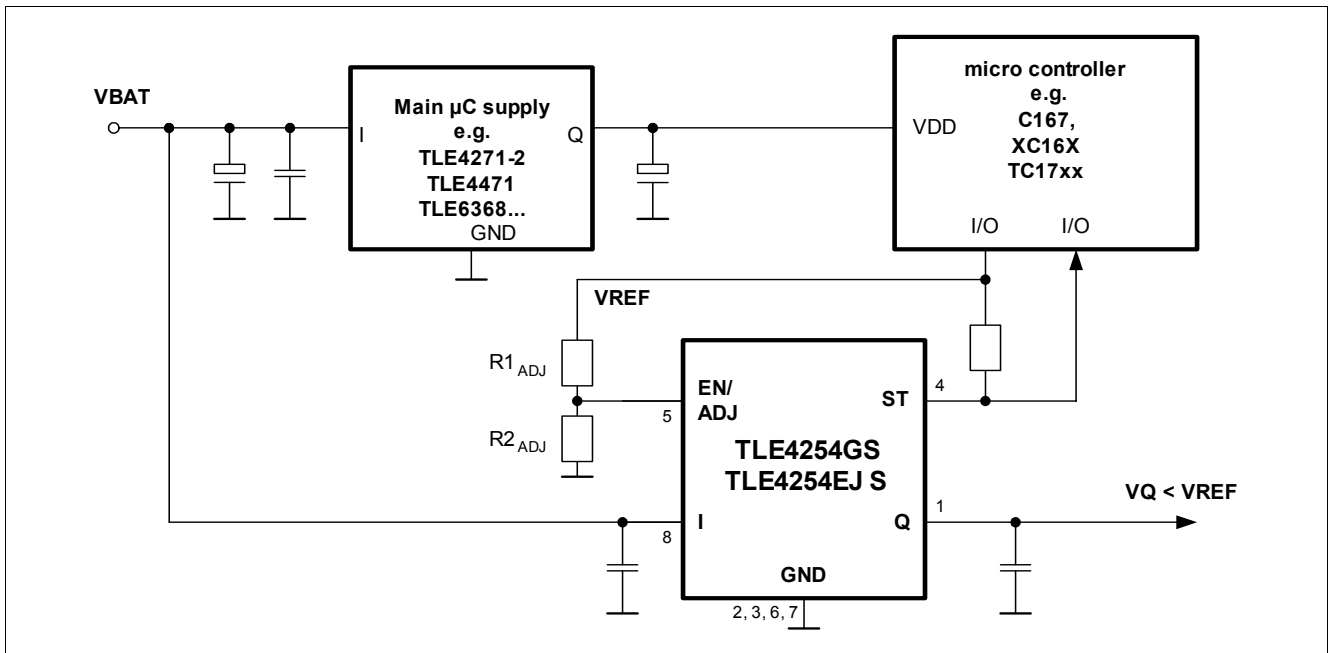 VBAT
I
Main µC supply
e.g.
TLE4271-2
TLE4471
TLE6368...
GND
Q
micro controller
e.g.
C167,
XC16X
TC17xx
VDD
I/O
I/O
VREF
R1 ADJ
R2 ADJ
5
EN/
ADJ
ST
4
TLE4254GS
TLE4254EJ S
8
I
Q
1
VQ < VREF
GND
2, 3, 6, 7